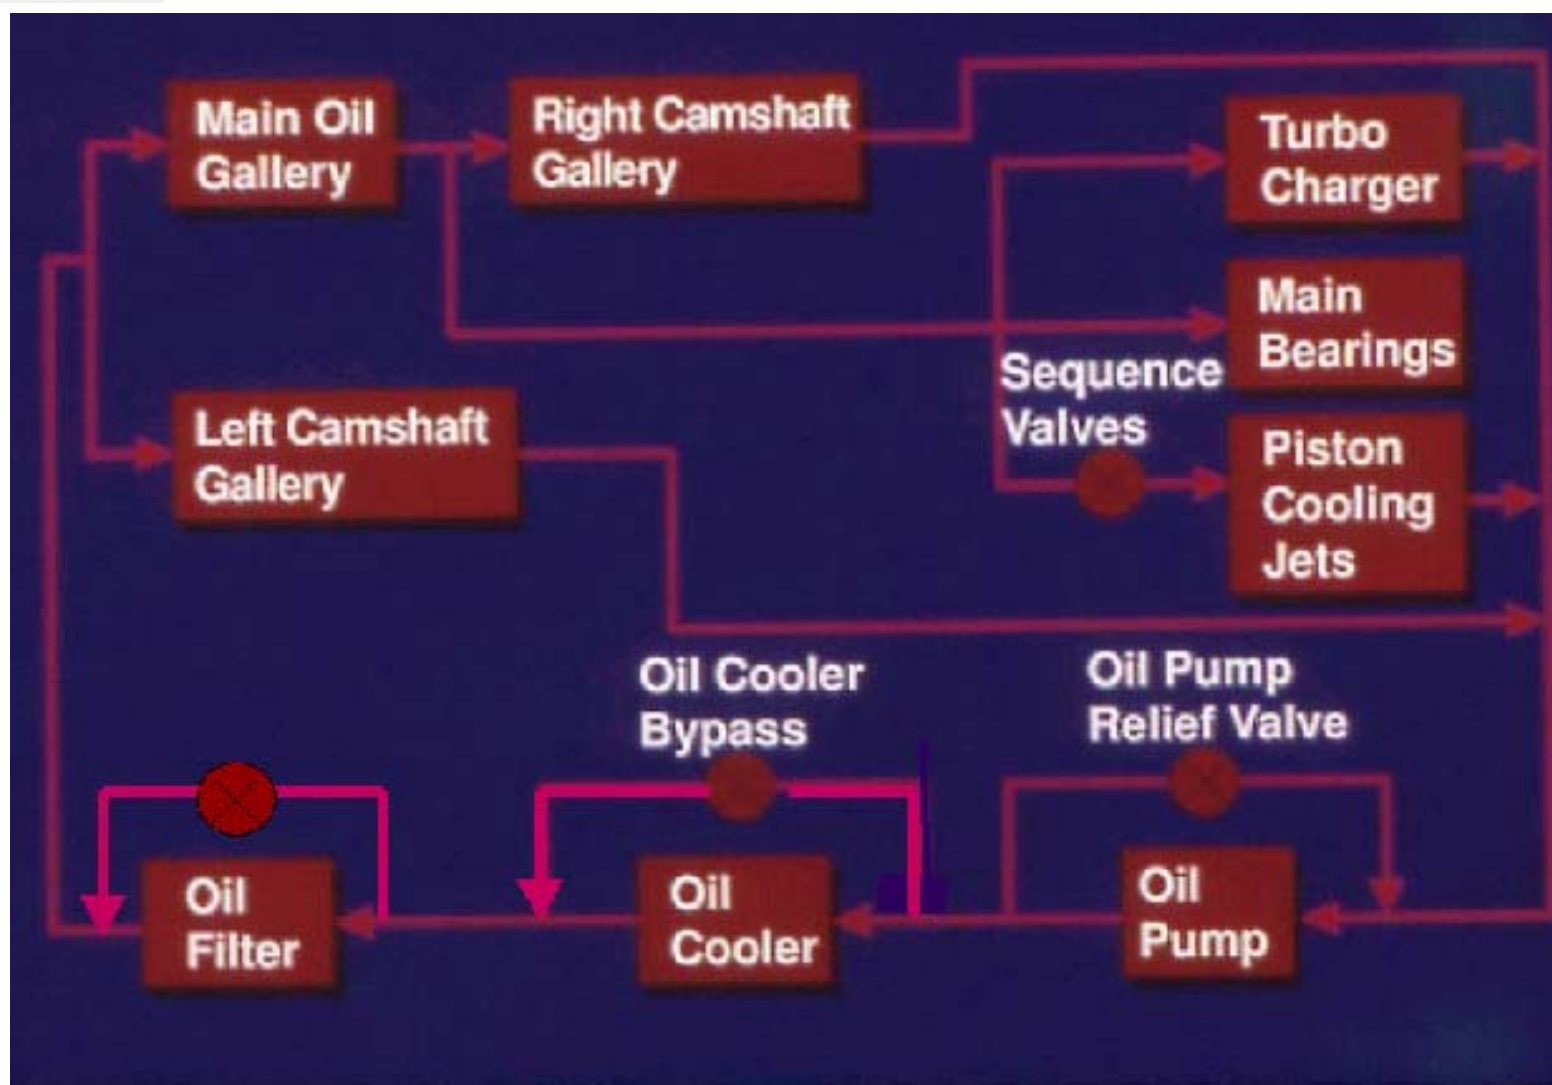 Main Oil
Gallery
Right Camshaft
Gallery
Turbo
Charger
Main
Bearings
Sequence
Valves
Left Camshaft
Gallery
Piston
Cooling
Jets
Oil Cooler
Bypass
Oil Pump
Relief Valve
Oil
Filter
Oil
Cooler
Oil
Pump